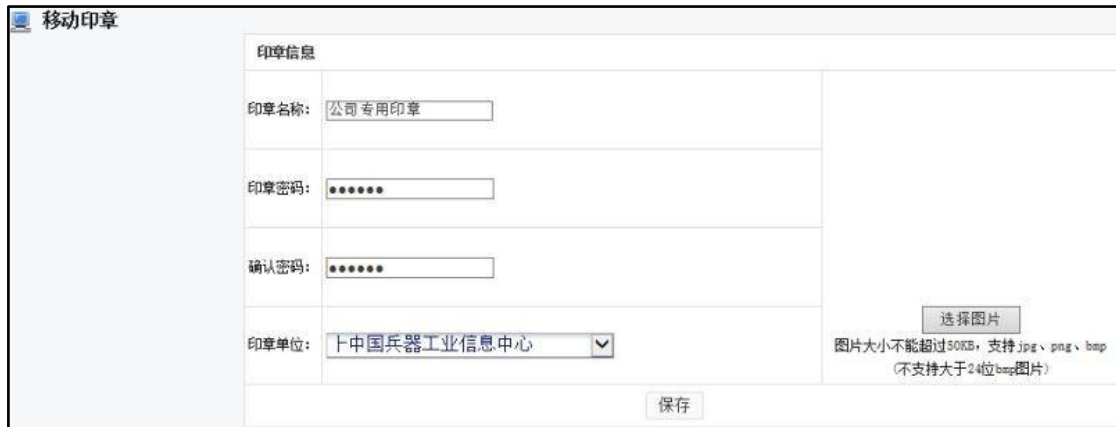 移动印章
印章信息
印章名称： 公司专用印章
印章密码： ●●●●●●
确认密码： ●●●●●●
印章单位： ├中国兵器工业信息中心
选择图片
图片大小不能超过50KB，支持jpg、png、bmp
(不支持大于24位bmp图片)
保存